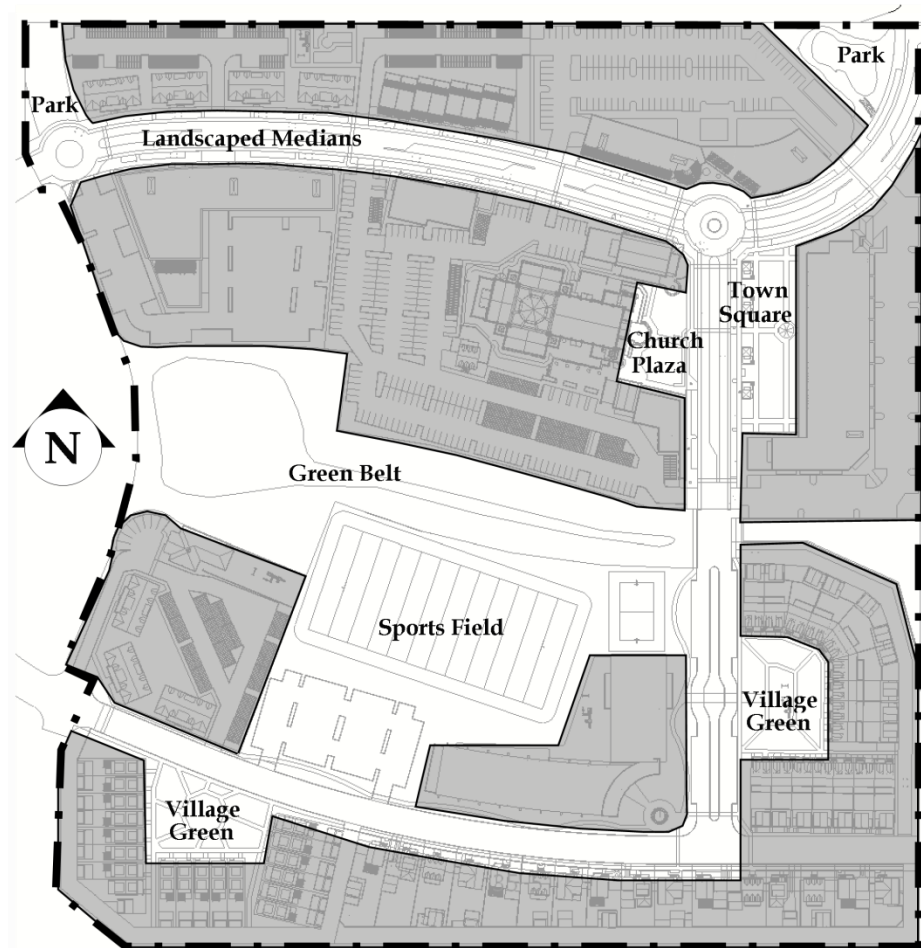 Park
Park
Landscaped Medians
Town
Square
Church
Plaza
N
Green Belt
Sports Field
Village
Green
Village
Green